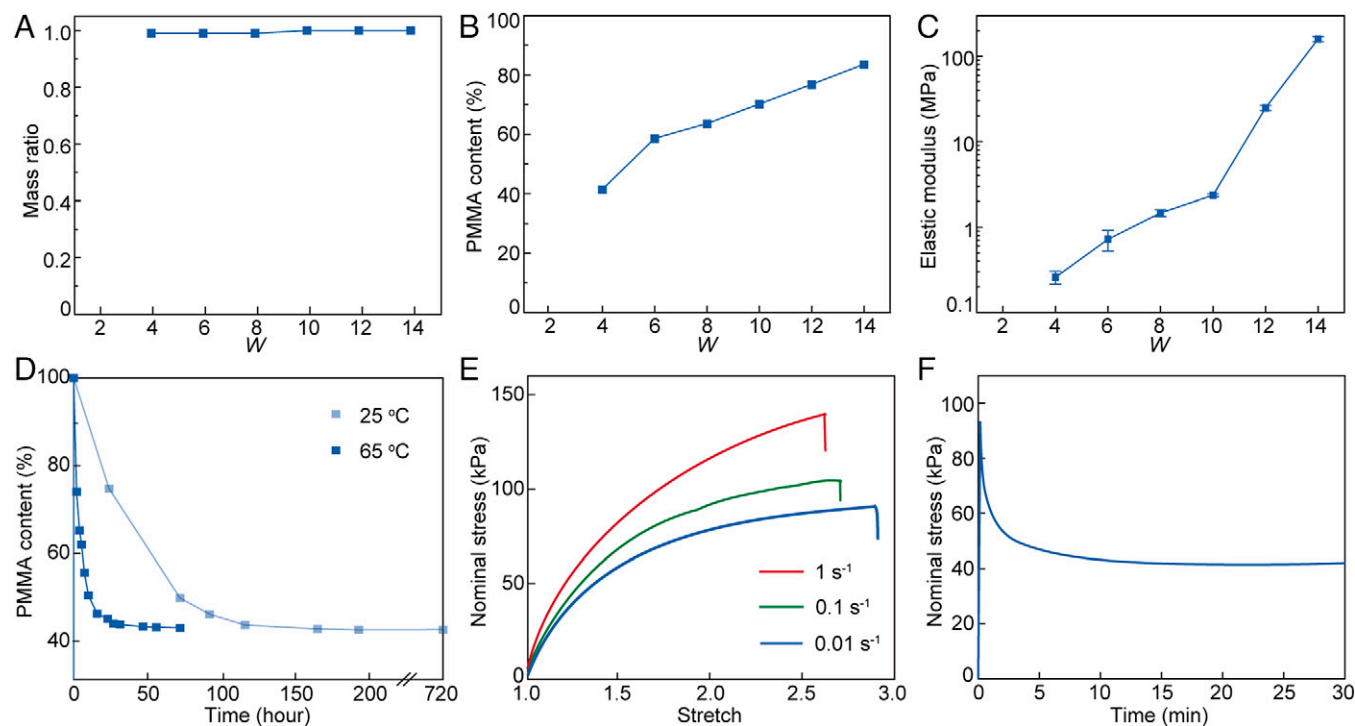 A
Mass ratio
1.0
0.8
0.6
0.4
0.2
0
2 4 6 8 10 12 14
W
B
PMMA content (%)
100
80
60
40
20
0
2 4 6 8 10 12 14
W
C
Elastic modulus (MPa)
100
10
1
0.1
2 4 6 8 10 12 14
W
D
PMMA content (%)
100
80
60
40
25 °C
65 °C
0 50 100 150 200 720
Time (hour)
E
Nominal stress (kPa)
150
100
50
0
1 s-1
0.1 s-1
0.01 s-1
1.0 1.5 2.0 2.5 3.0
Stretch
F
Nominal stress (kPa)
100
80
60
40
20
0
0 5 10 15 20 25 30
Time (min)